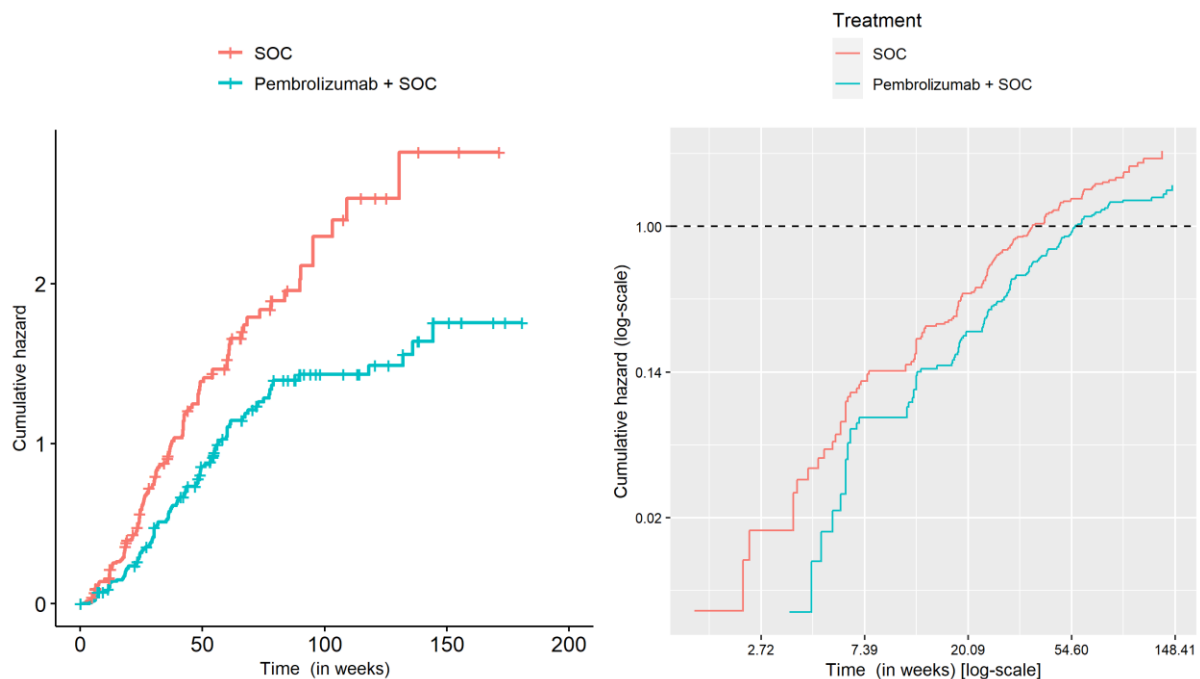 SOC
Pembrolizumab + SOC
Cumulative hazard
2
1
0
0 50 100 150 200
Time (in weeks)
Treatment
SOC
Pembrolizumab + SOC
Cumulative hazard (log-scale)
1.00
0.14
0.02
2.72 7.39 20.09 54.60 148.41
Time (in weeks) [log-scale]